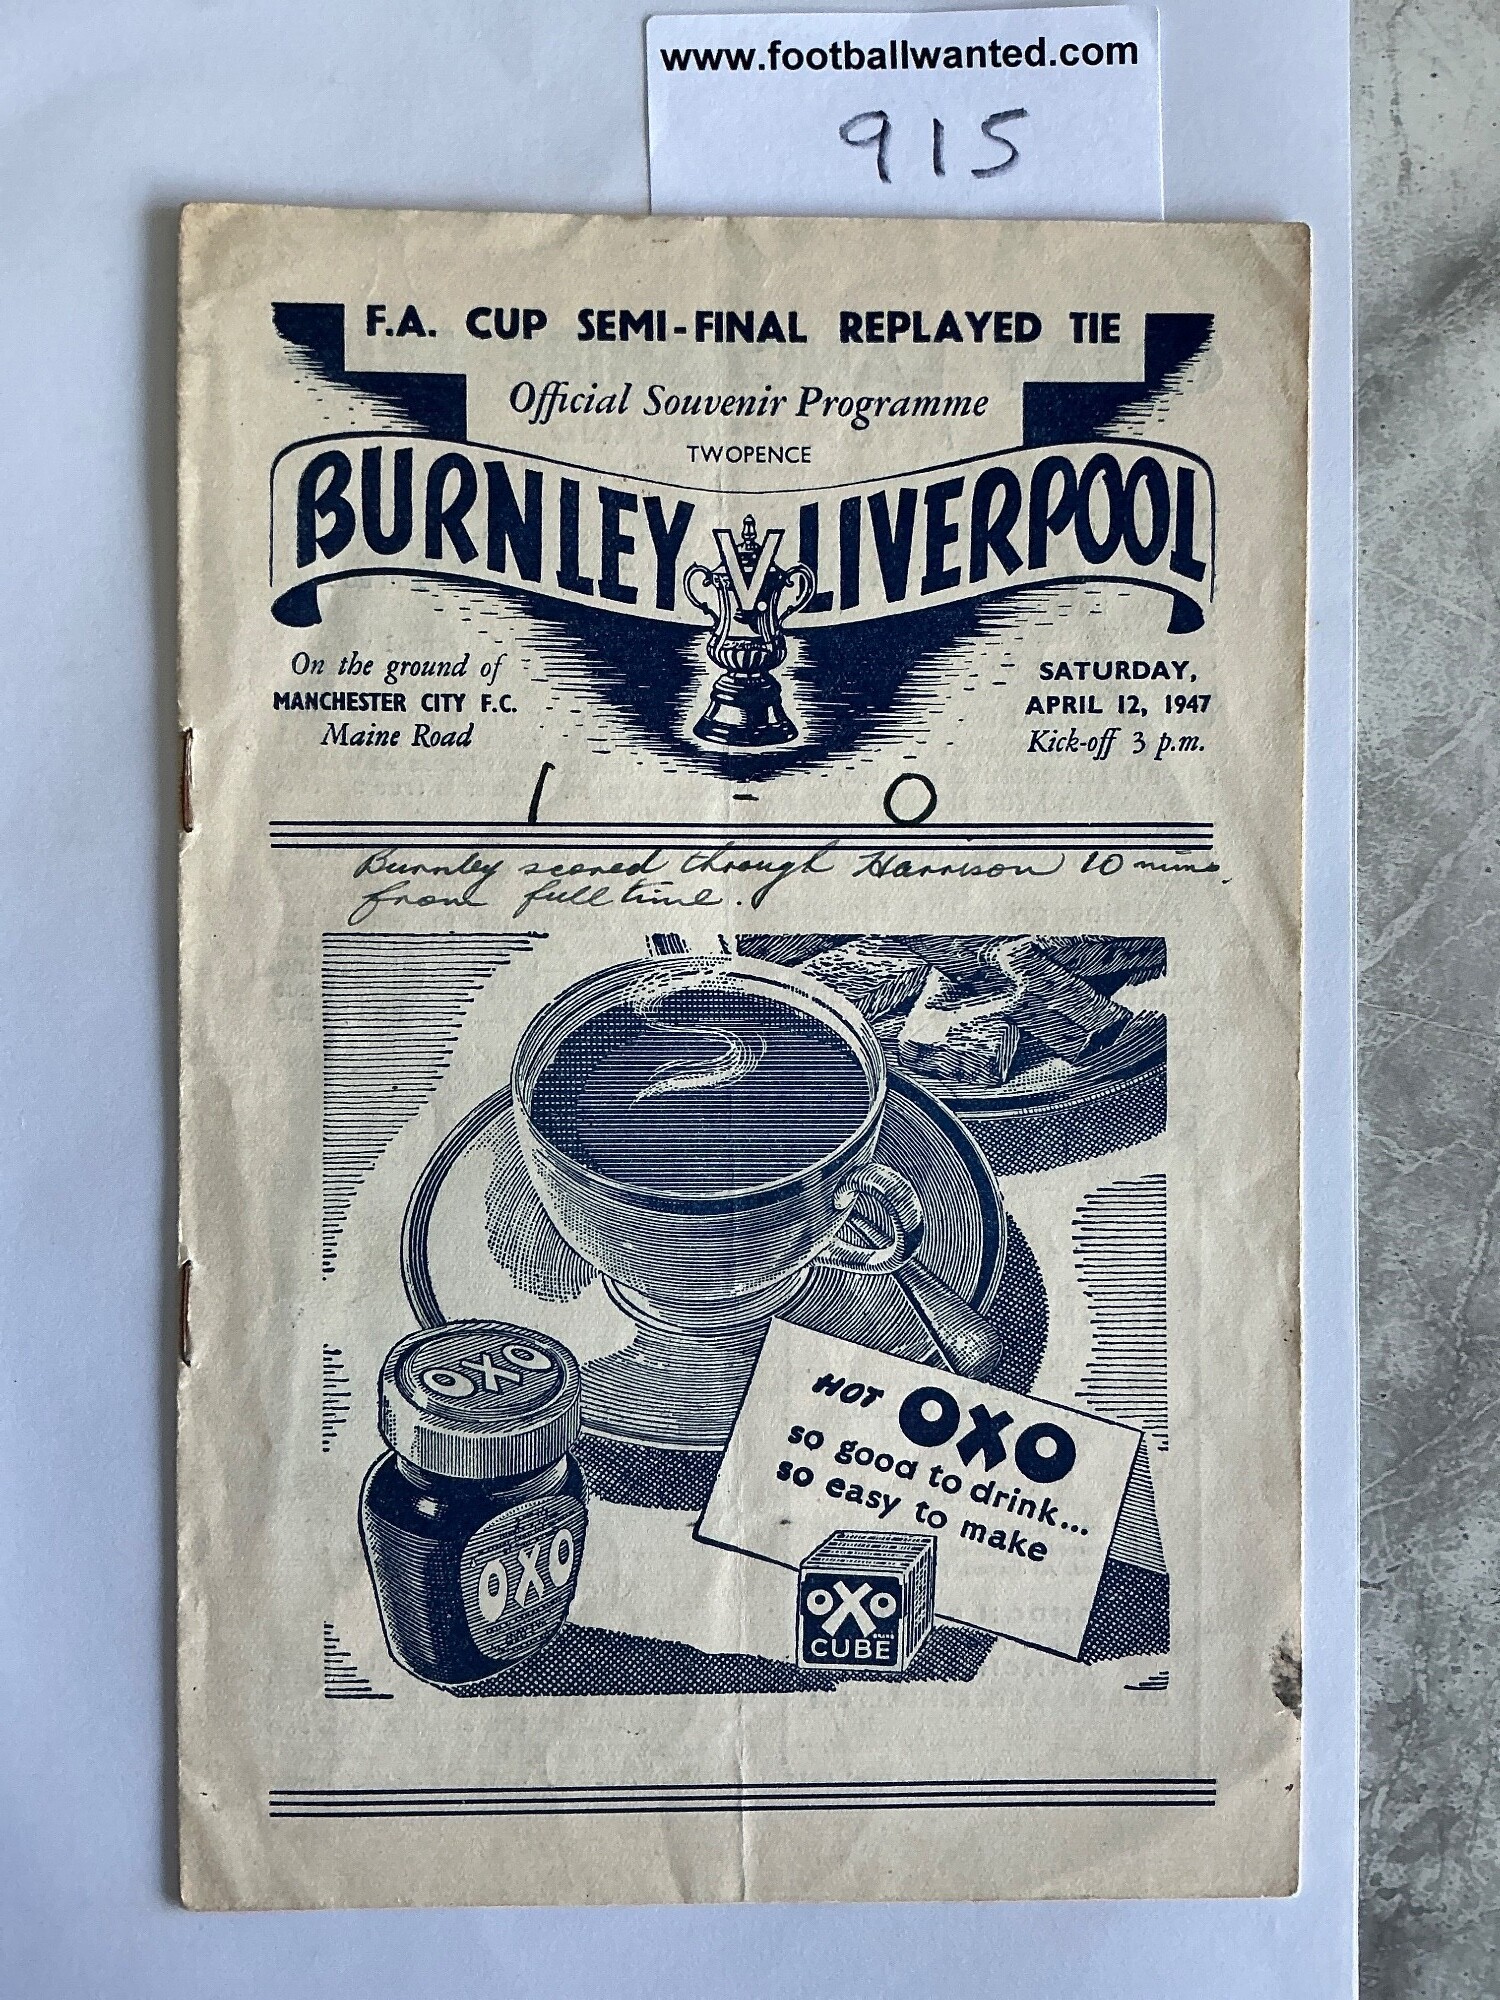 www.footballwanted.com
915
F.A. CUP SEMI-FINAL REPLAYED TIE
Official Souvenir Programme
TWOPENCE
BURNLEY V. LIVERPOOL
On the ground of
MANCHESTER CITY F.C.
Maine Road
SATURDAY,
APRIL 12, 1947
Kick-off 3 p.m.
1 - 0
Burnley scored through Harrison 10 mins.
from full time.
OXO
HOT OXO
so good to drink...
so easy to make
OXO
OXO
CUBE